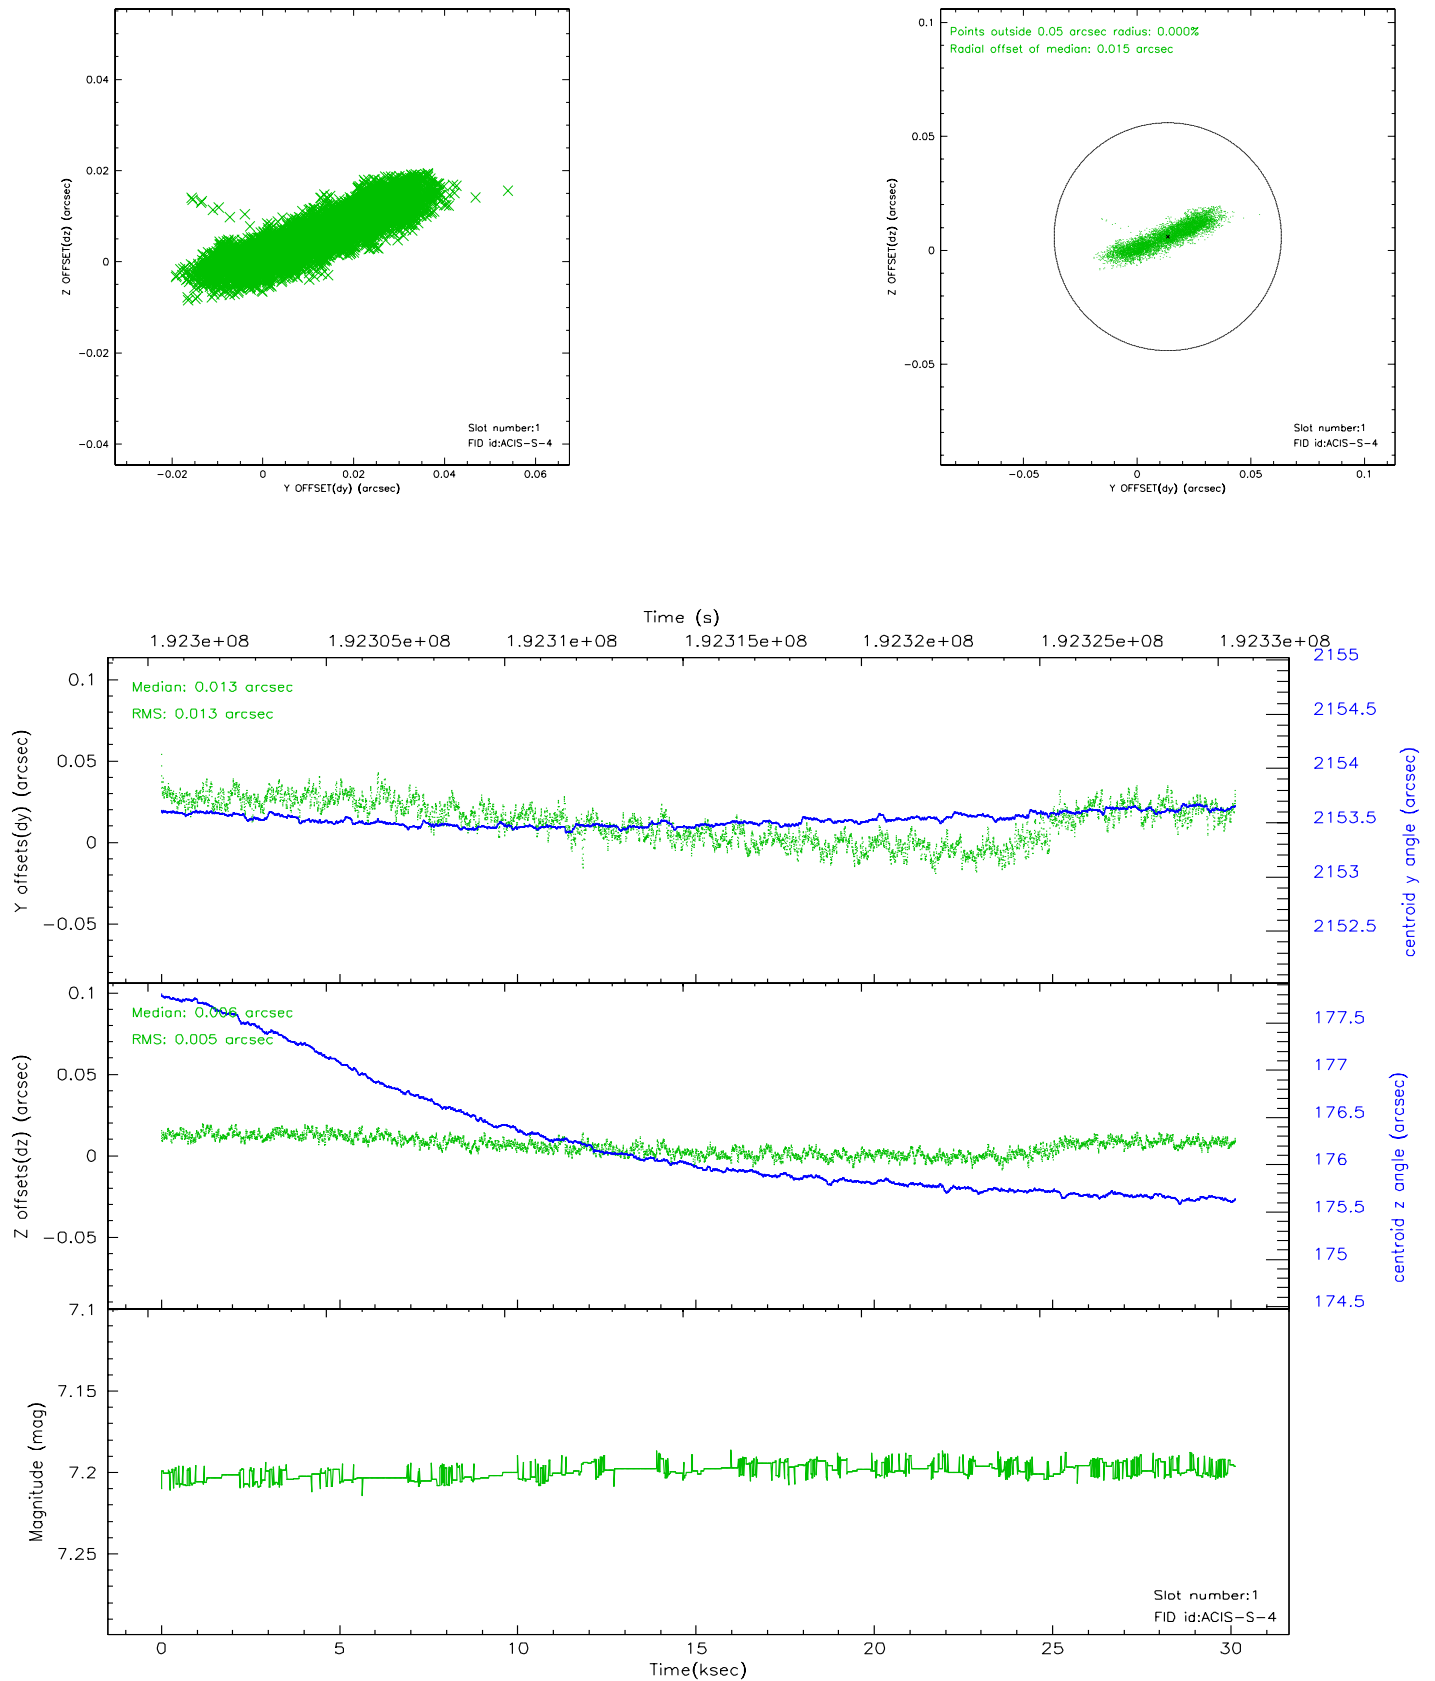 0.04
0.02
0
-0.02
-0.04
Z OFFSET(dz) (arcsec)
Slot number:1
FID id:ACIS-S-4
-0.02 0 0.02 0.04 0.06
Y OFFSET(dy) (arcsec)
Points outside 0.05 arcsec radius: 0.000%
Radial offset of median: 0.015 arcsec
0.1
0.05
0
-0.05
Z OFFSET(dz) (arcsec)
Slot number:1
FID id:ACIS-S-4
-0.05 0 0.05 0.1
Y OFFSET(dy) (arcsec)
Time (s)
1.923e+08 1.92305e+08 1.9231e+08 1.92315e+08 1.9232e+08 1.92325e+08 1.9233e+08
Median: 0.013 arcsec
RMS: 0.013 arcsec
0.1
0.05
0
-0.05
Y offsets(dy) (arcsec)
2155
2154.5
2154
2153.5
2153
2152.5
centroid y angle (arcsec)
Median: 0.006 arcsec
RMS: 0.005 arcsec
0.1
0.05
0
-0.05
Z offsets(dz) (arcsec)
177.5
177
176.5
176
175.5
175
174.5
centroid z angle (arcsec)
7.1
7.15
7.2
7.25
Magnitude (mag)
Slot number:1
FID id:ACIS-S-4
0 5 10 15 20 25 30
Time(ksec)